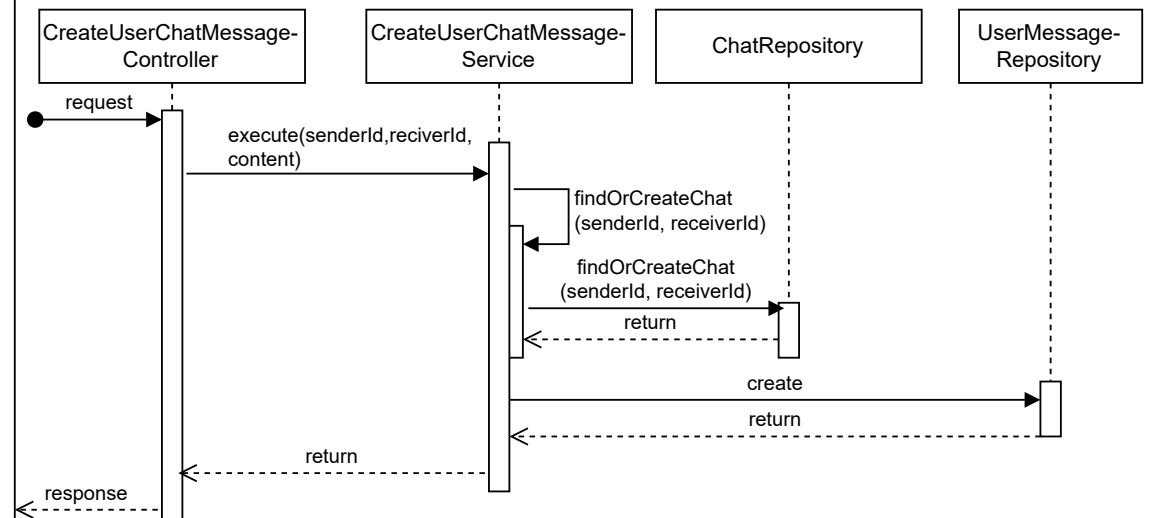 CreateUserChatMessage-
Controller
CreateUserChatMessage-
Service
ChatRepository
UserMessage-
Repository
request
execute(senderId,reciverId,
content)
findOrCreateChat
(senderId, receiverId)
findOrCreateChat
(senderId, receiverId)
return
create
return
return
response